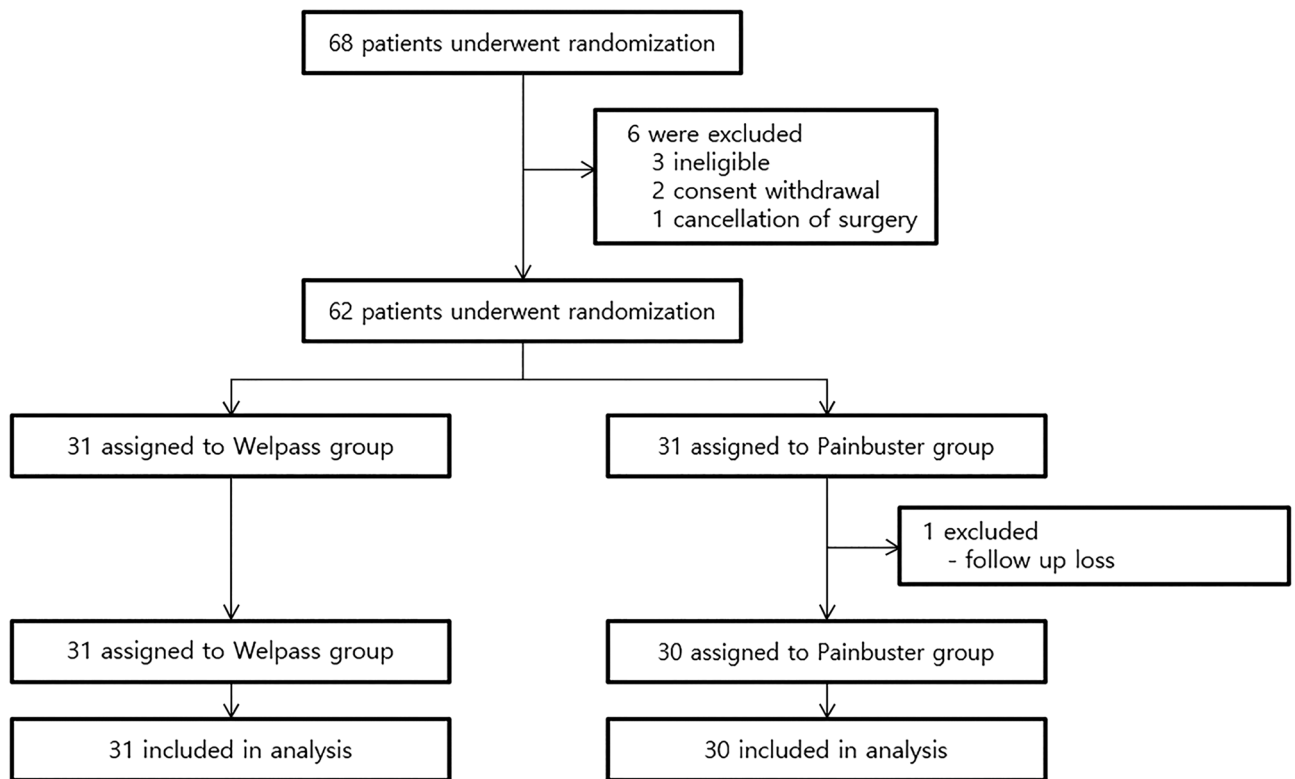 68 patients underwent randomization
6 were excluded
3 ineligible
2 consent withdrawal
1 cancellation of surgery
62 patients underwent randomization
31 assigned to Welpass group
31 assigned to Painbuster group
1 excluded
- follow up loss
31 assigned to Welpass group
30 assigned to Painbuster group
31 included in analysis
30 included in analysis